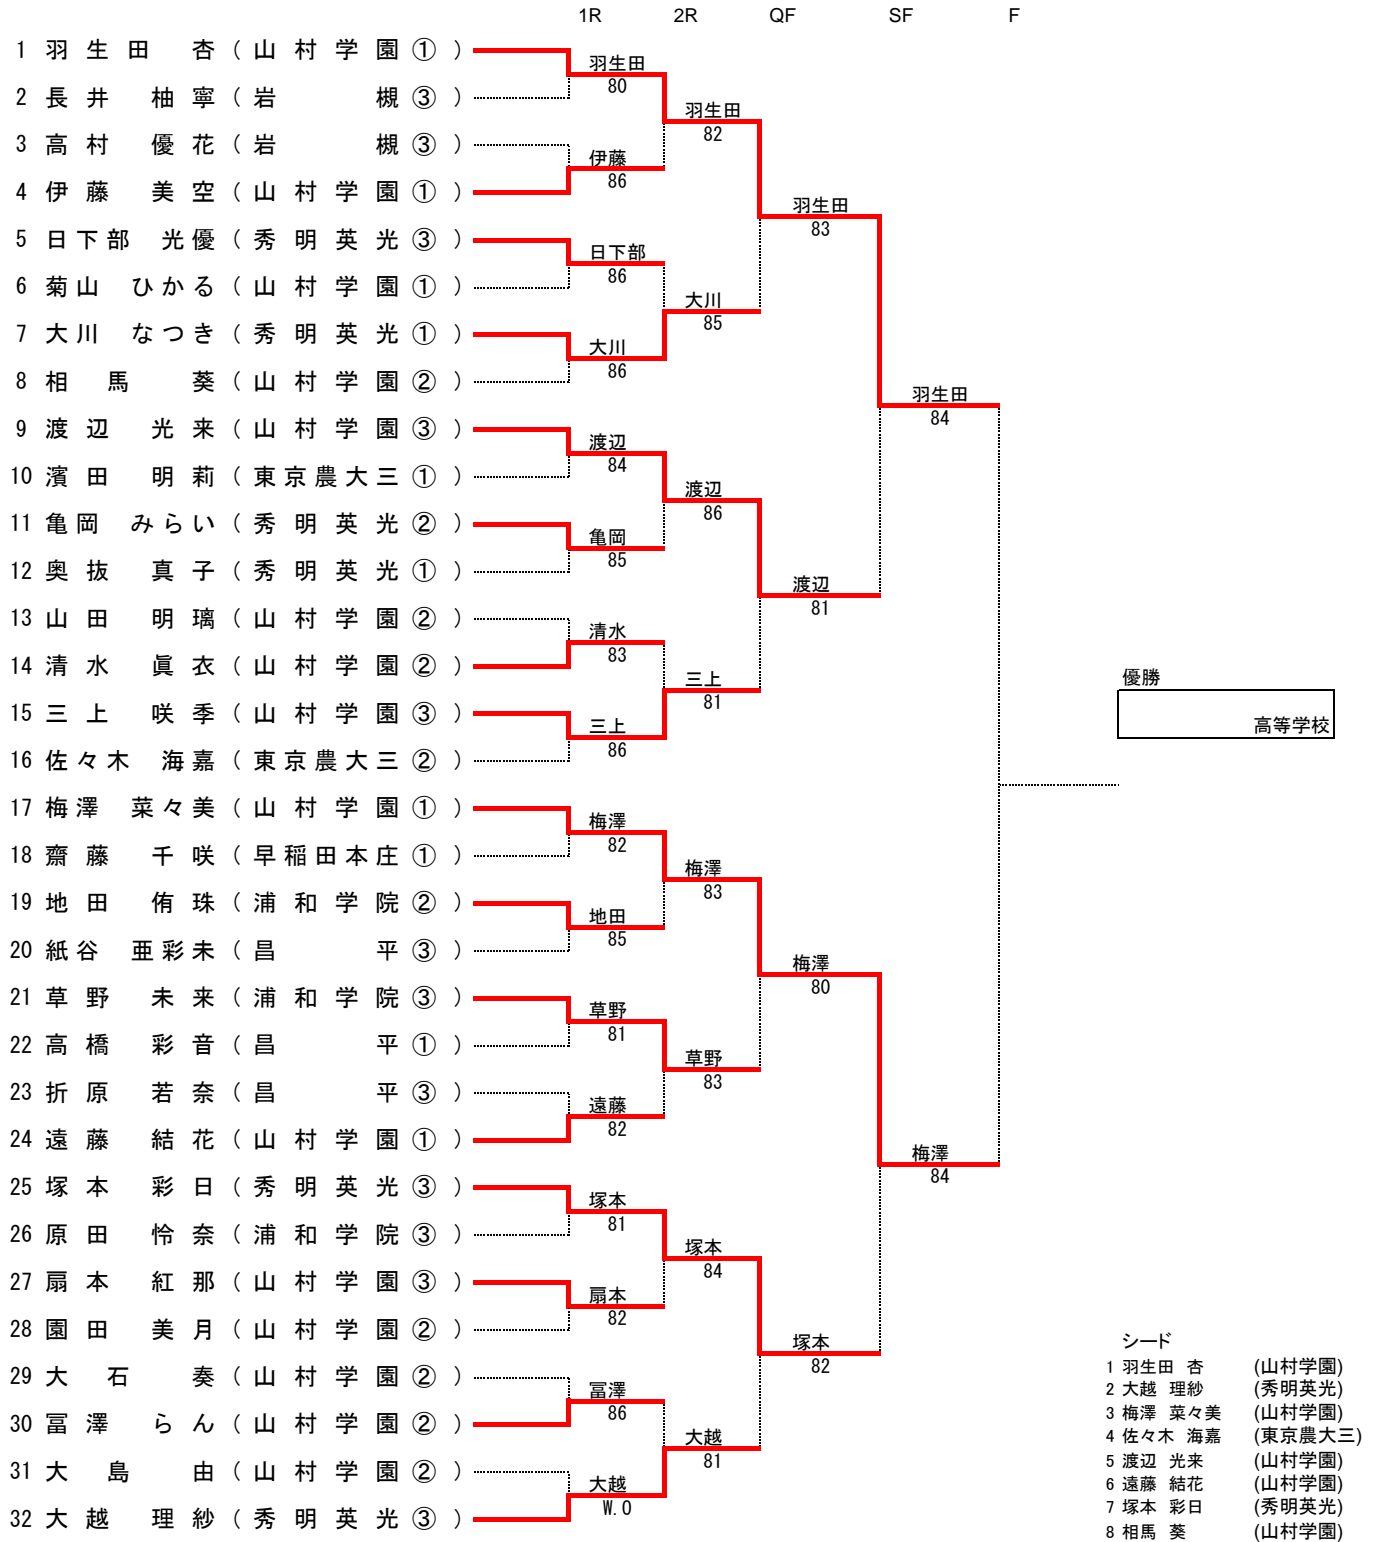 1R 2R QF SF F
1 羽生田 杏 (山村学園①)
2 長井 柚寧 (岩槻③)
3 高村 優花 (岩槻③)
4 伊藤 美空 (山村学園①)
5 日下部 光優 (秀明英光③)
6 菊山 ひかる (山村学園①)
7 大川 なつき (秀明英光①)
8 相馬 葵 (山村学園②)
9 渡辺 光来 (山村学園③)
10 濱田 明莉 (東京農大三①)
11 亀岡 みらい (秀明英光②)
12 奥抜 真子 (秀明英光①)
13 山田 明璃 (山村学園②)
14 清水 眞衣 (山村学園②)
15 三上 咲季 (山村学園③)
16 佐々木 海嘉 (東京農大三②)
17 梅澤 菜々美 (山村学園①)
18 齋藤 千咲 (早稲田本庄①)
19 地田 侑珠 (浦和学院②)
20 紙谷 亜彩未 (昌平③)
21 草野 未来 (浦和学院③)
22 高橋 彩音 (昌平①)
23 折原 若奈 (昌平③)
24 遠藤 結花 (山村学園①)
25 塚本 彩日 (秀明英光③)
26 原田 怜奈 (浦和学院③)
27 扇本 紅那 (山村学園③)
28 園田 美月 (山村学園②)
29 大石 奏 (山村学園②)
30 冨澤 らん (山村学園②)
31 大島 由 (山村学園②)
32 大越 理紗 (秀明英光③)
羽生田
80
伊藤
86
日下部
86
大川
86
渡辺
84
亀岡
85
清水
83
三上
86
梅澤
82
地田
85
草野
81
遠藤
82
塚本
81
扇本
82
冨澤
86
大越
W.O
羽生田
82
大川
85
渡辺
86
三上
81
梅澤
83
草野
83
塚本
84
大越
81
羽生田
83
渡辺
81
梅澤
80
塚本
82
羽生田
84
梅澤
84
優勝
高等学校
シード
1 羽生田 杏 (山村学園)
2 大越 理紗 (秀明英光)
3 梅澤 菜々美 (山村学園)
4 佐々木 海嘉 (東京農大三)
5 渡辺 光来 (山村学園)
6 遠藤 結花 (山村学園)
7 塚本 彩日 (秀明英光)
8 相馬 葵 (山村学園)